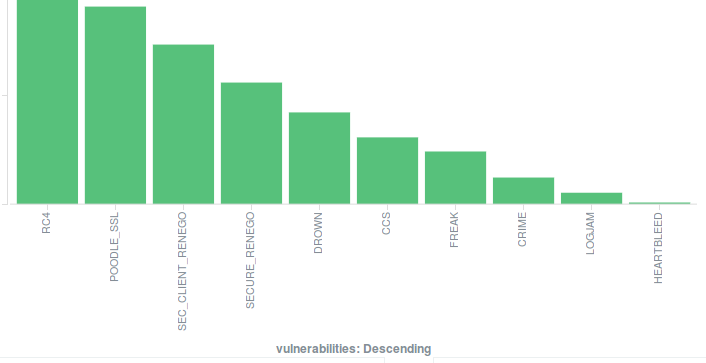 RC4
POODLE_SSL
SEC_CLIENT_RENEGO
SECURE_RENEGO
DROWN
CCS
FREAK
CRIME
LOGJAM
HEARTBLEED
vulnerabilities: Descending